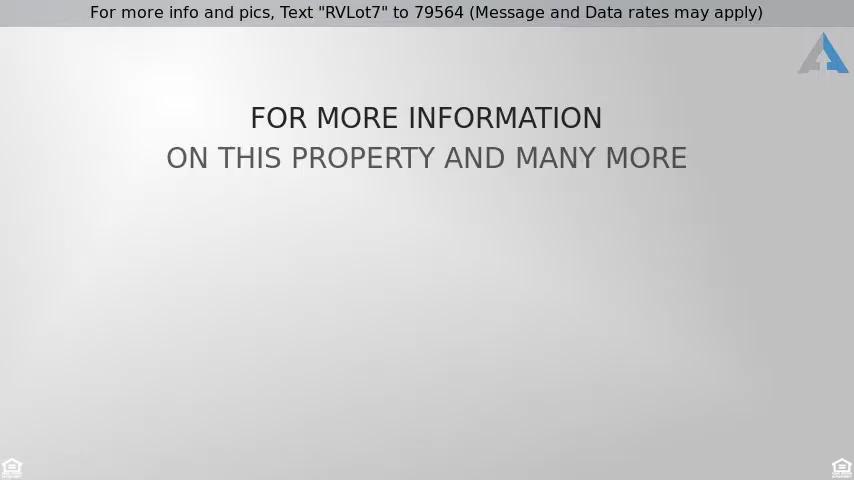 For more info and pics, Text "RVLot7" to 79564 (Message and Data rates may apply)
FOR MORE INFORMATION
ON THIS PROPERTY AND MANY MORE